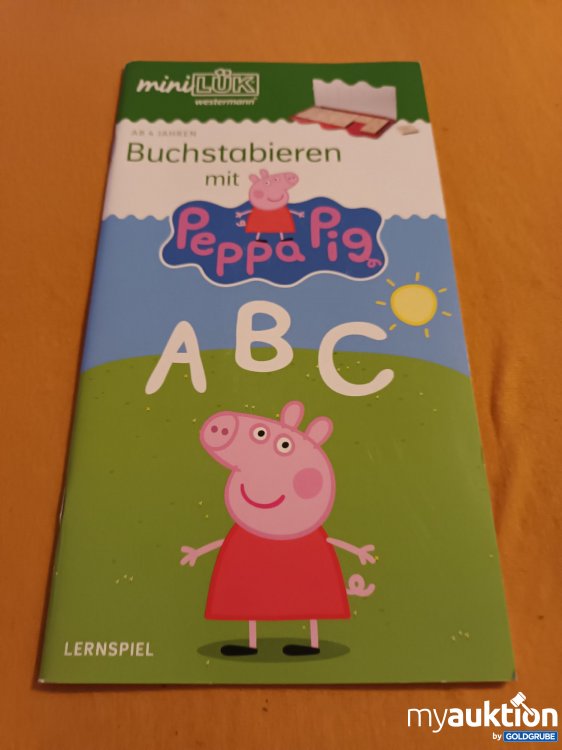 mini LÜK
westermann
AB 4 JAHREN
Buchstabieren
mit
Peppa Pig
A B C
LERNSPIEL
myauktion
by GOLDGRUBE